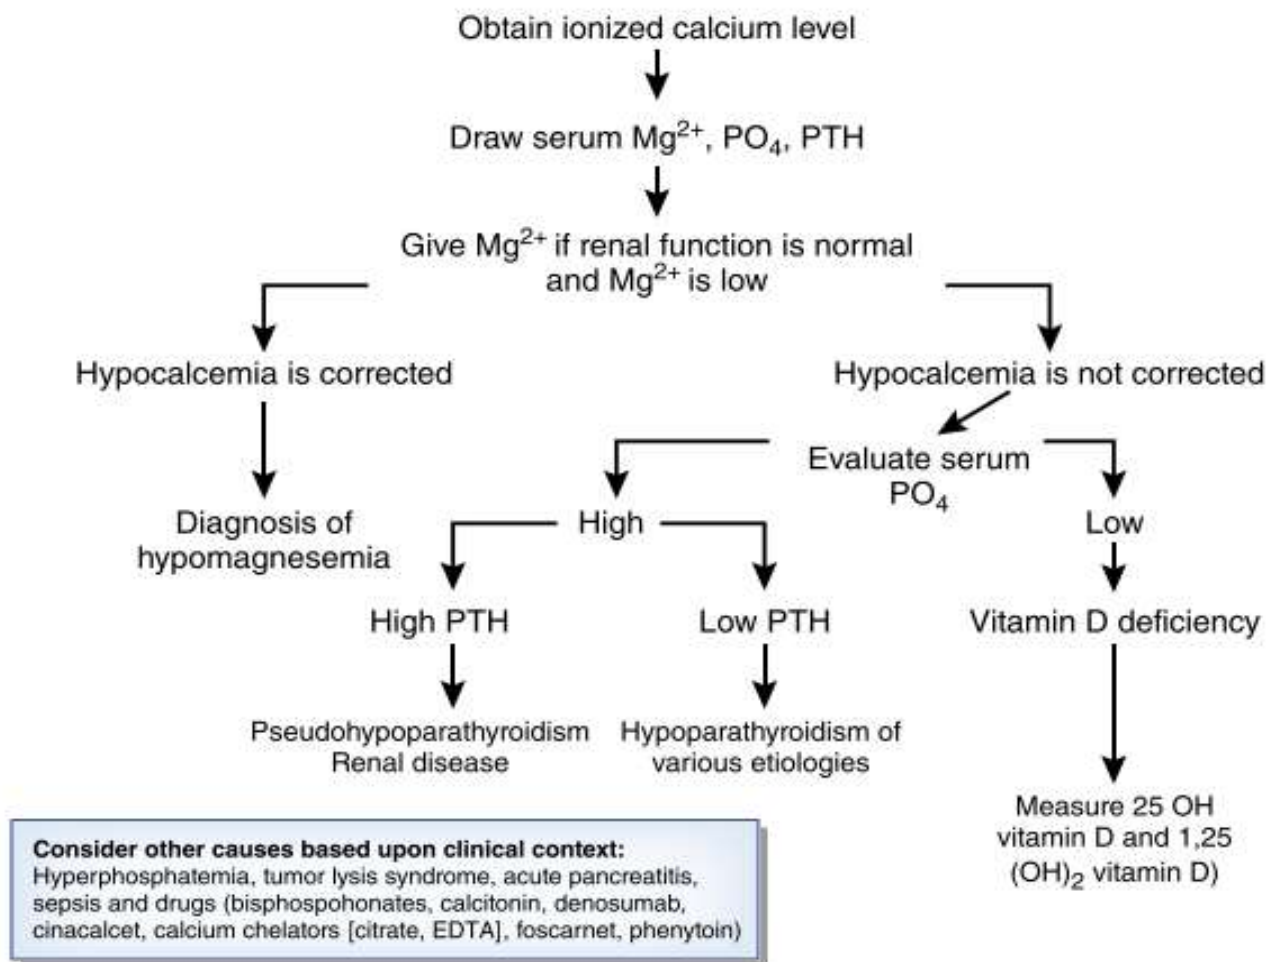 Obtain ionized calcium level
Draw serum Mg²⁺, PO₄, PTH
Give Mg²⁺ if renal function is normal
and Mg²⁺ is low
Hypocalcemia is corrected
Hypocalcemia is not corrected
Diagnosis of
hypomagnesemia
Evaluate serum
PO₄
High
Low
High PTH
Low PTH
Vitamin D deficiency
Pseudohypoparathyroidism
Renal disease
Hypoparathyroidism of
various etiologies
Measure 25 OH
vitamin D and 1,25
(OH)₂ vitamin D)
Consider other causes based upon clinical context:
Hyperphosphatemia, tumor lysis syndrome, acute pancreatitis,
sepsis and drugs (bisphospohonates, calcitonin, denosumab,
cinacalcet, calcium chelators [citrate, EDTA], foscarnet, phenytoin)